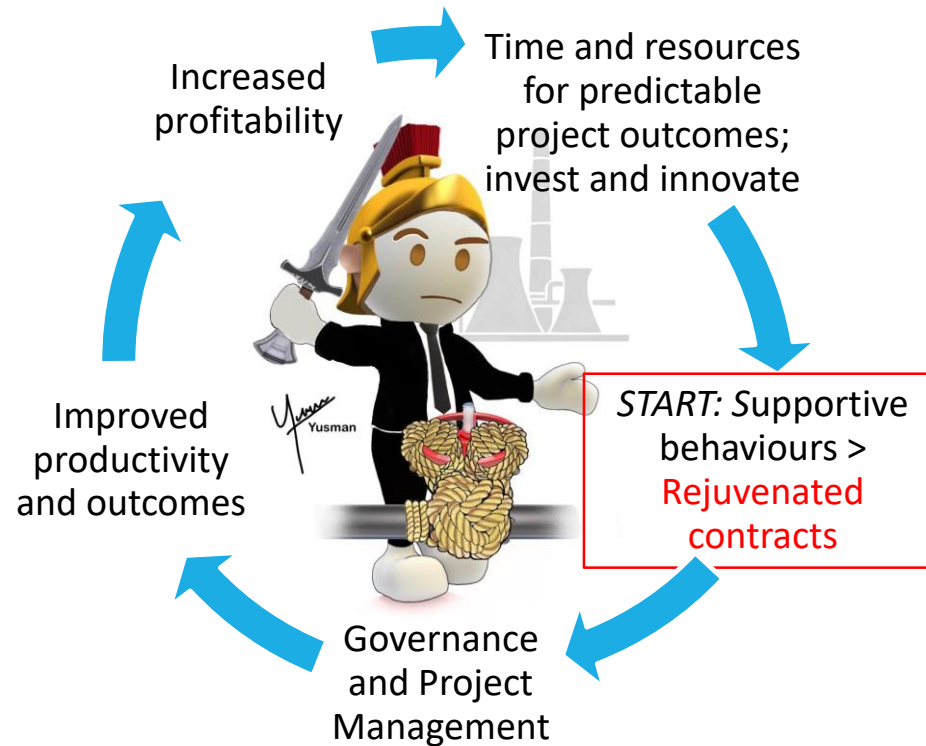 Increased
profitability
Time and resources
for predictable
project outcomes;
invest and innovate
START: Supportive
behaviours >
Rejuvenated
contracts
Governance
and Project
Management
Improved
productivity
and outcomes
Yusman